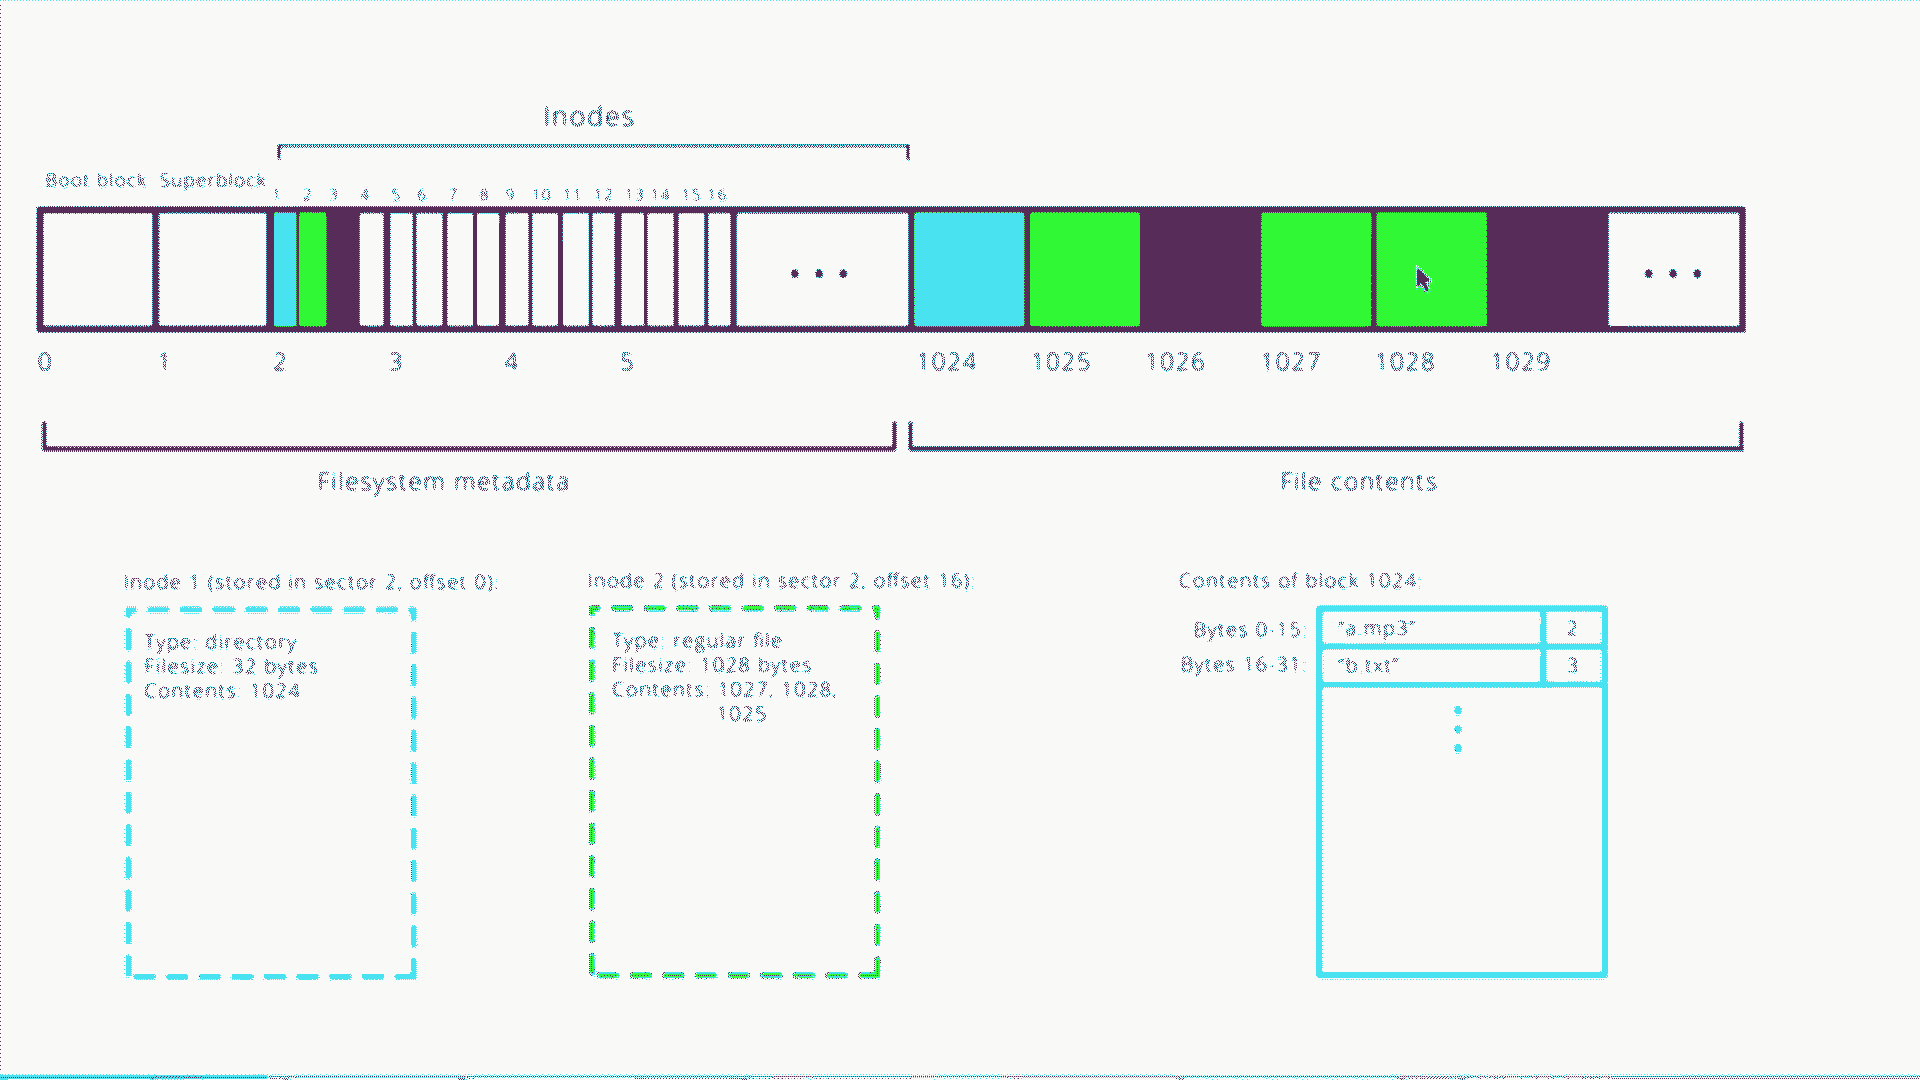 Inodes
Boot block Superblock
1 2 3 4 5 6 7 8 9 10 11 12 13 14 15 16
0 1 2 3 4 5 1024 1025 1026 1027 1028 1029
Filesystem metadata File contents
Inode 1 (stored in sector 2, offset 0):
Type: directory
Filesize: 32 bytes
Contents: 1024
Inode 2 (stored in sector 2, offset 16):
Type: regular file
Filesize: 1028 bytes
Contents: 1027, 1028,
1025
Contents of block 1024:
Bytes 0-15: "a.mp3" 2
Bytes 16-31: "b.txt" 3